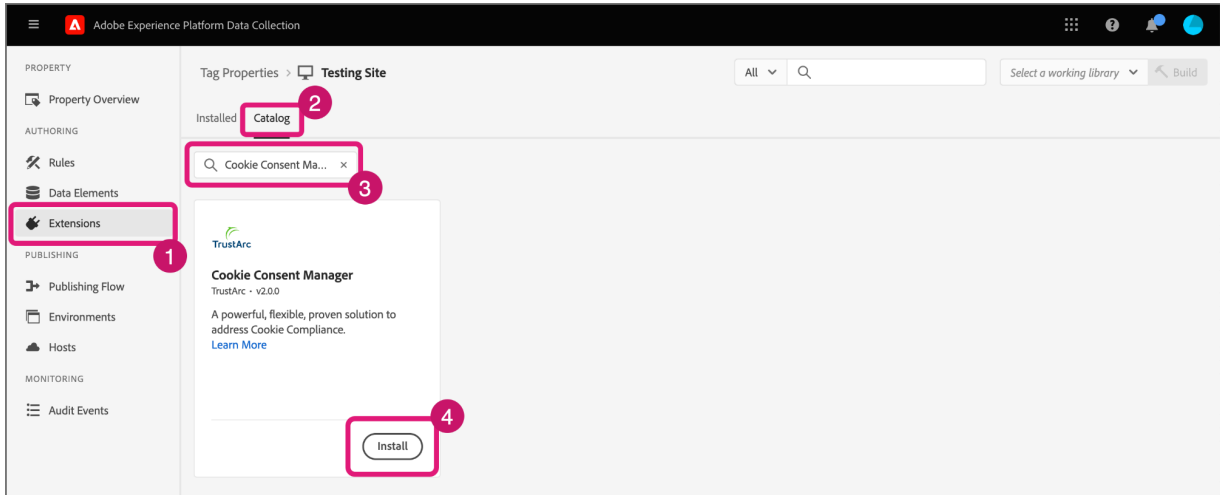 Adobe Experience Platform Data Collection
PROPERTY
Property Overview
AUTHORING
Rules
Data Elements
Extensions
1
PUBLISHING
Publishing Flow
Environments
Hosts
MONITORING
Audit Events
Tag Properties > Testing Site
All
Select a working library
Build
Installed
Catalog
2
Cookie Consent Ma... ×
3
TrustArc
Cookie Consent Manager
TrustArc • v2.0.0
A powerful, flexible, proven solution to
address Cookie Compliance.
Learn More
4
Install